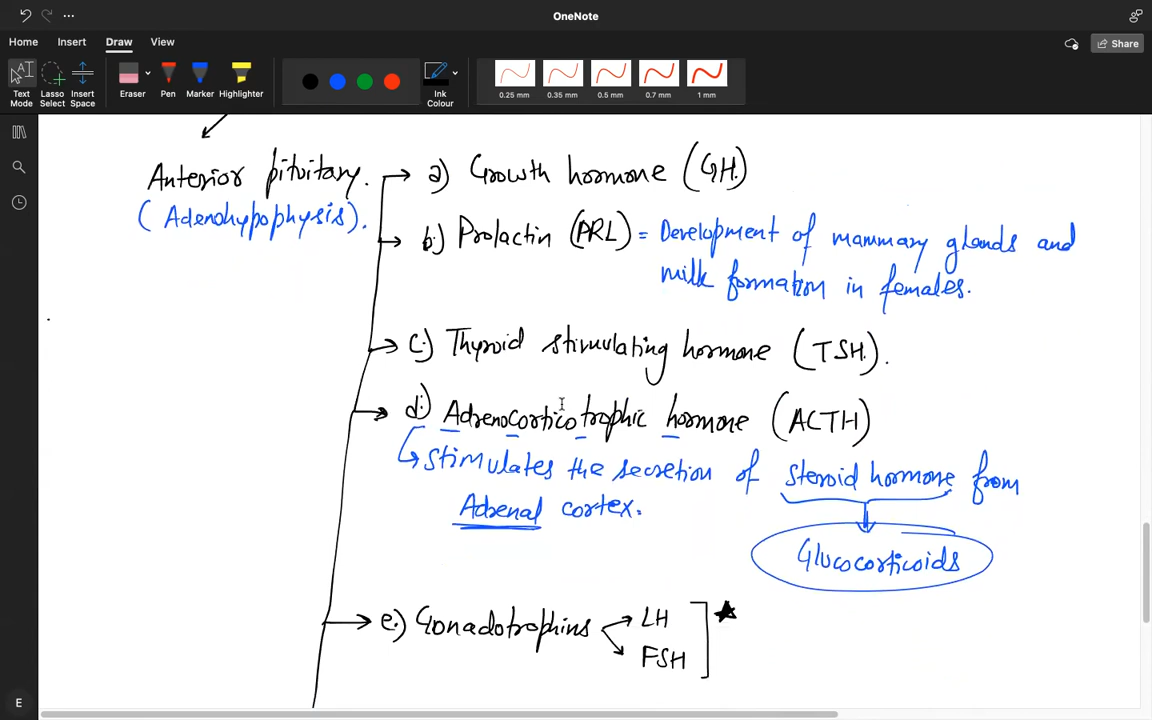 OneNote
Home Insert Draw View
Share
Text Mode
Lasso Select
Insert Space
Eraser
Pen
Marker
Highlighter
Ink Colour
0.25 mm 0.35 mm 0.5 mm 0.7 mm 1 mm
Anterior pituitary.
(Adenohypophysis).
a) Growth hormone (GH.)
b) Prolactin (PRL) = Development of mammary glands and
milk formation in females.
c.) Thyroid stimulating hormone (TSH.).
d.) Adrenocorticotrophic hormone (ACTH)
stimulates the secretion of steroid hormone from
Adrenal cortex.
Glucocorticoids
e.) Gonadotrophins LH
FSH
E